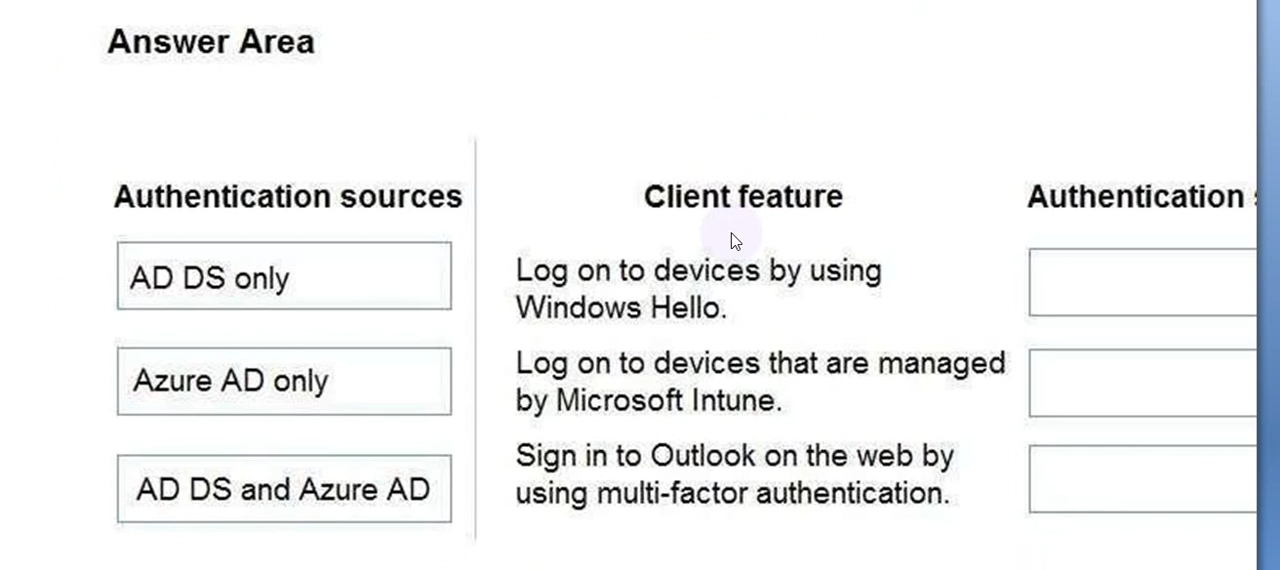 Answer Area
Authentication sources
Client feature
Authentication
AD DS only
Log on to devices by using
Windows Hello.
Azure AD only
Log on to devices that are managed
by Microsoft Intune.
AD DS and Azure AD
Sign in to Outlook on the web by
using multi-factor authentication.